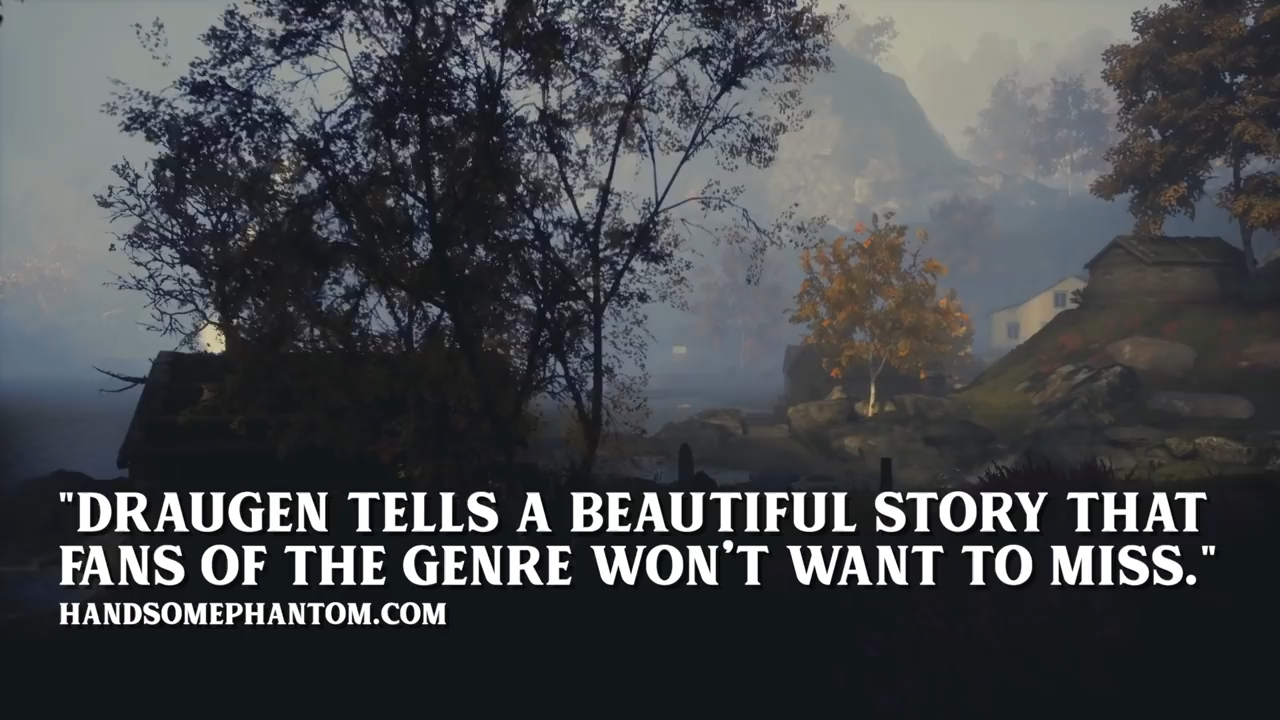 "DRAUGEN TELLS A BEAUTIFUL STORY THAT
FANS OF THE GENRE WON'T WANT TO MISS."
HANDSOMEPHANTOM.COM